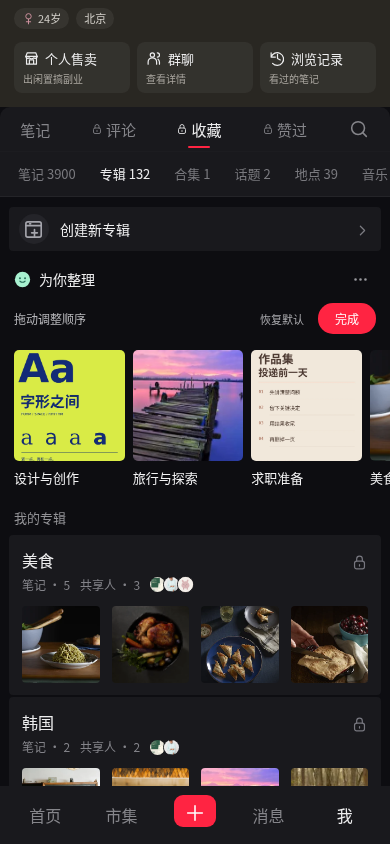 24岁 北京
个人售卖 群聊 浏览记录
出闲置搞副业 查看详情 看过的笔记
笔记 评论 收藏 赞过
笔记 3900 专辑 132 合集 1 话题 2 地点 39 音乐
创建新专辑
为你整理
拖动调整顺序 恢复默认 完成
Aa
字形之间
a a a a
作品集
投递前一天
设计与创作 旅行与探索 求职准备 美食
我的专辑
美食
笔记 · 5 共享人 · 3
韩国
笔记 · 2 共享人 · 2
首页 市集 消息 我